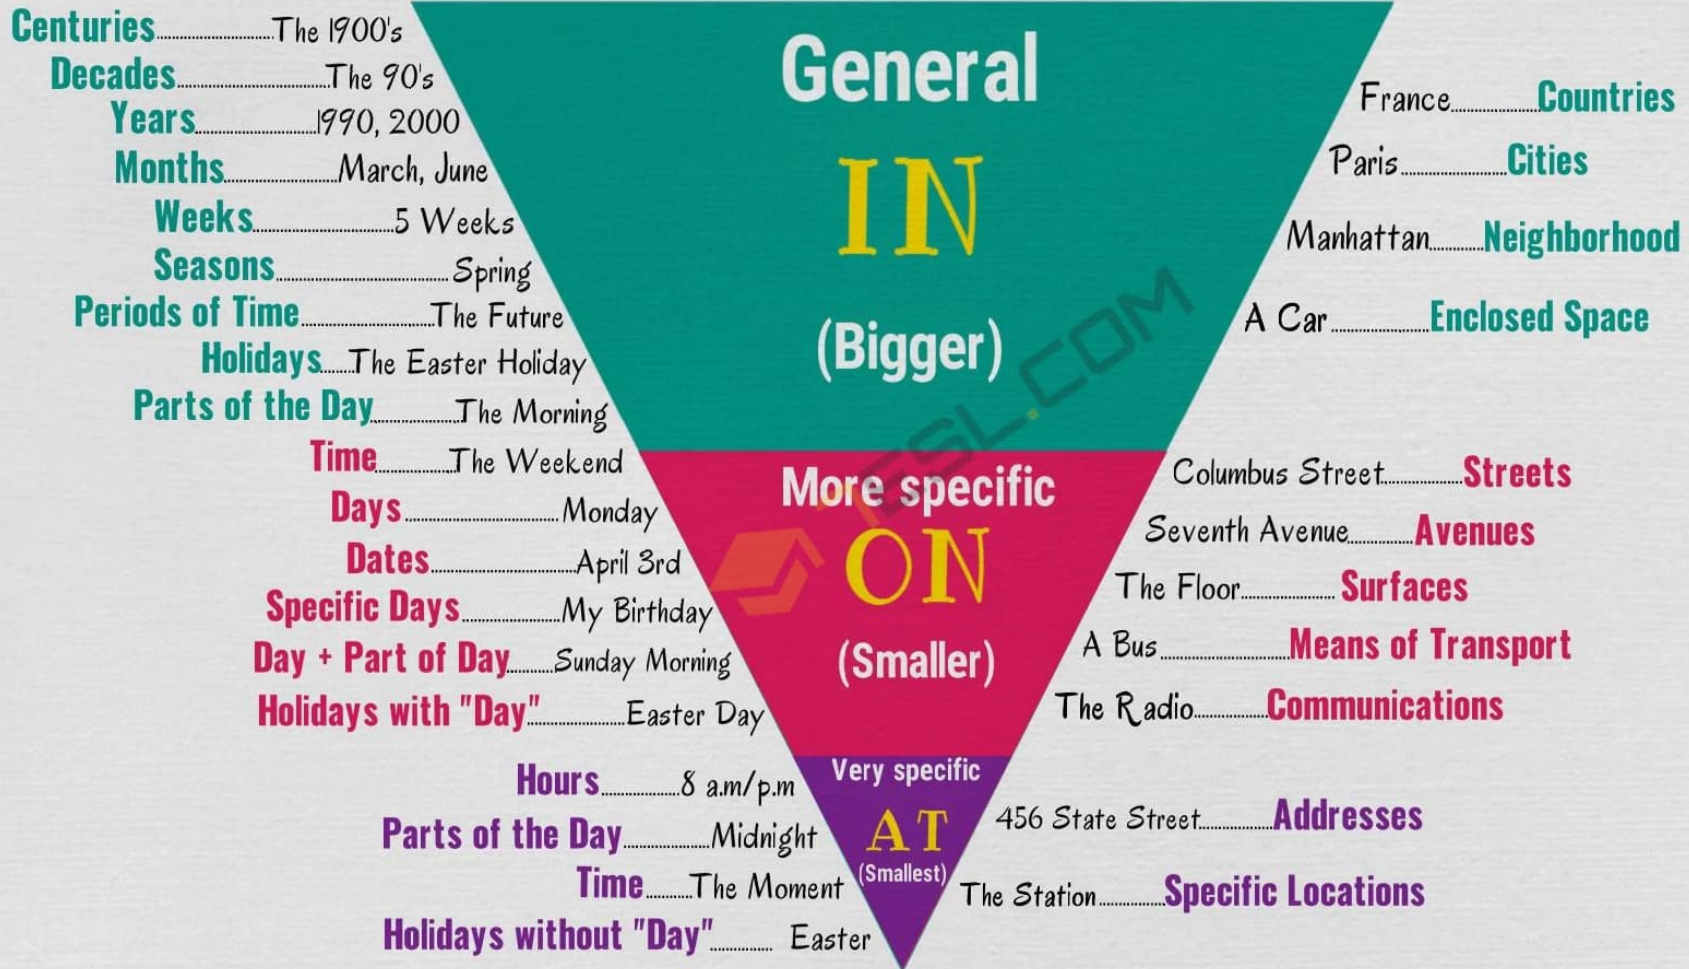 Centuries...The 1900's
Decades...The 90's
Years...1990, 2000
Months...March, June
Weeks...5 Weeks
Seasons...Spring
Periods of Time...The Future
Holidays...The Easter Holiday
Parts of the Day...The Morning
Time...The Weekend
Days...Monday
Dates...April 3rd
Specific Days...My Birthday
Day + Part of Day...Sunday Morning
Holidays with "Day"...Easter Day
Hours...8 a.m/p.m
Parts of the Day...Midnight
Time...The Moment
Holidays without "Day"...Easter
General
IN
(Bigger)
More specific
ON
(Smaller)
Very specific
AT
(Smallest)
7ESL.COM
France...Countries
Paris...Cities
Manhattan...Neighborhood
A Car...Enclosed Space
Columbus Street...Streets
Seventh Avenue...Avenues
The Floor...Surfaces
A Bus...Means of Transport
The Radio...Communications
456 State Street...Addresses
The Station...Specific Locations